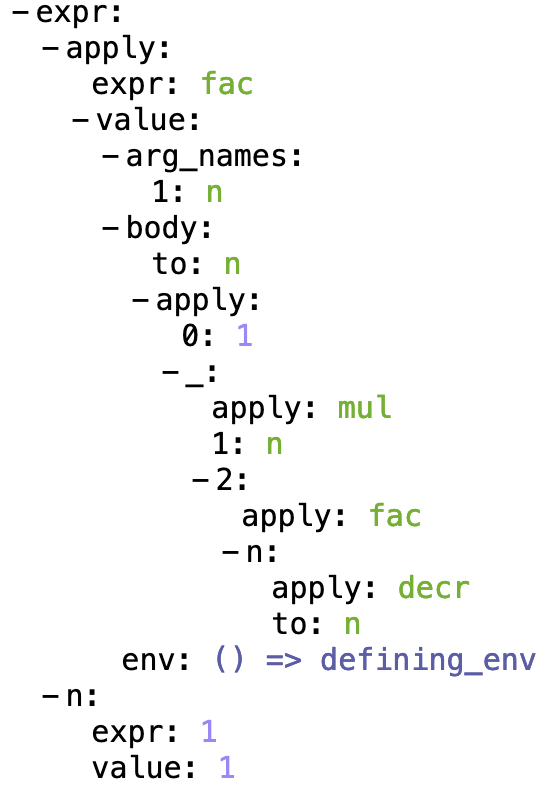 −expr:
−apply:
expr: fac
−value:
−arg_names:
1: n
−body:
to: n
−apply:
0: 1
−_:
apply: mul
1: n
−2:
apply: fac
−n:
apply: decr
to: n
env: () => defining_env
−n:
expr: 1
value: 1